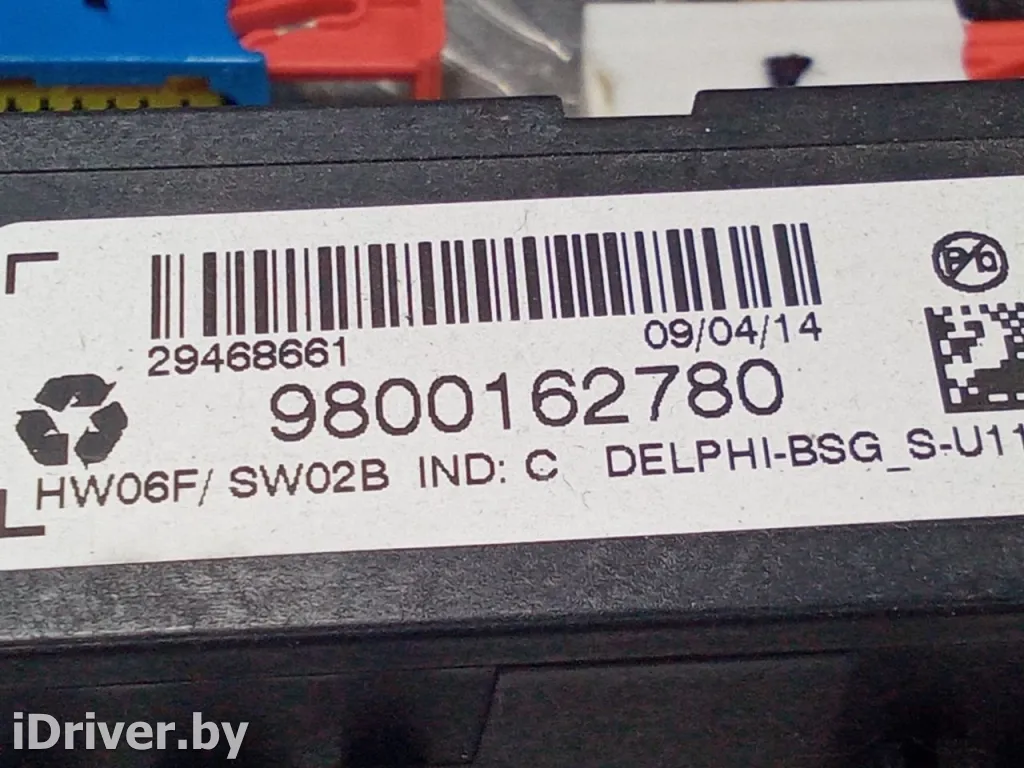 29468661
09/04/14
9800162780
HW06F/ SW02B IND: C DELPHI-BSG_S-U11
iDriver.by